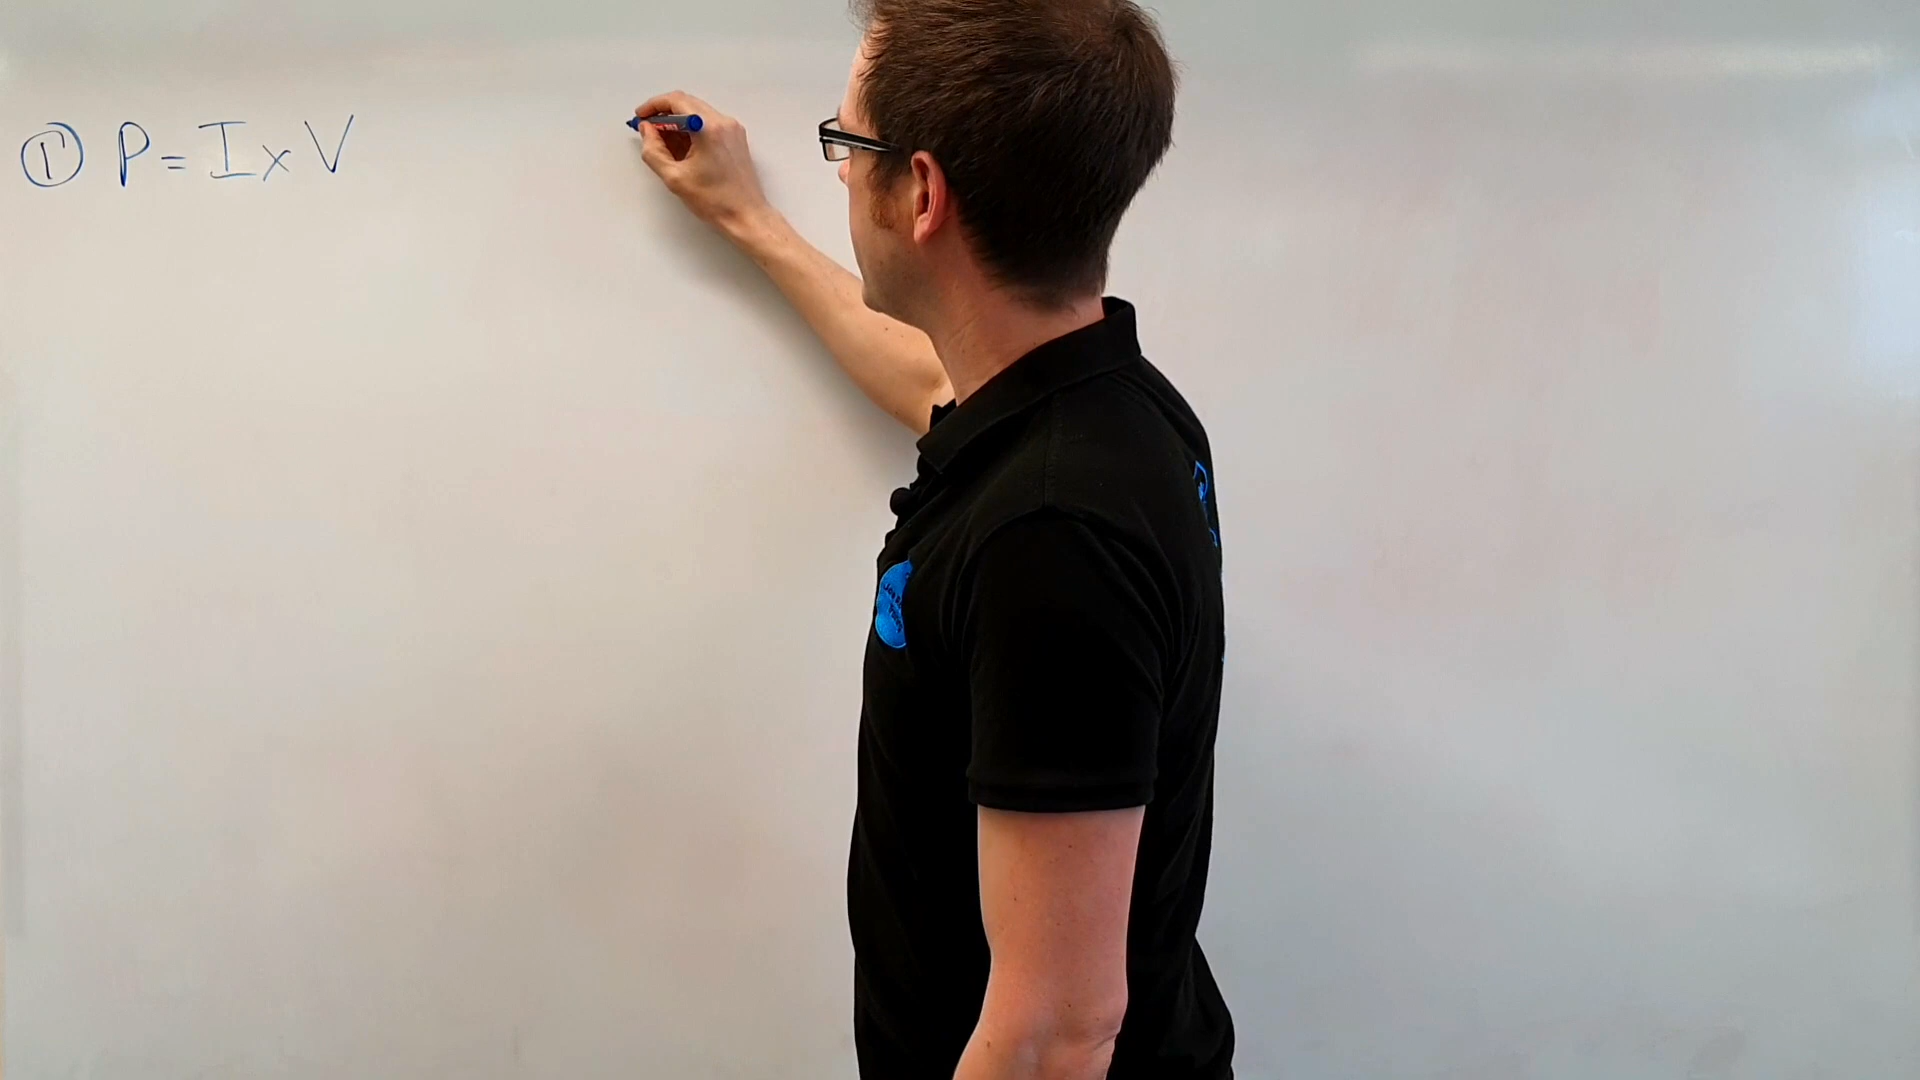 ① P = I x V